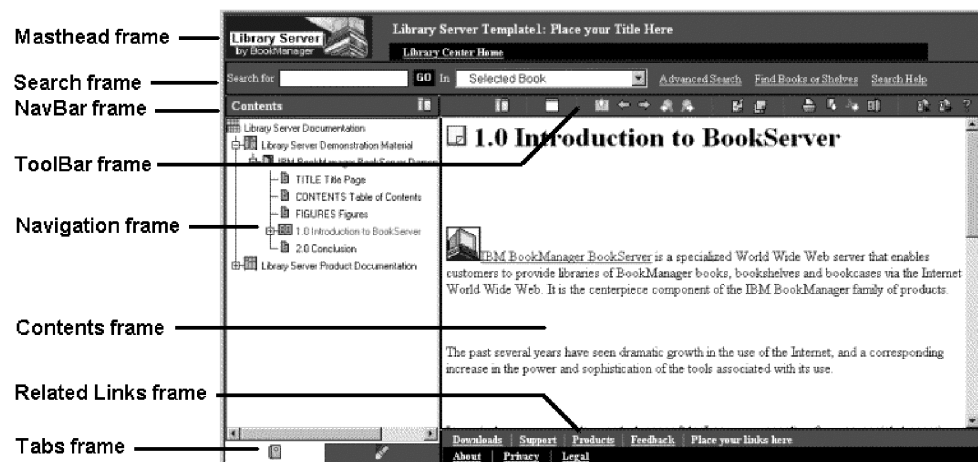 Masthead frame
Search frame
NavBar frame
ToolBar frame
Navigation frame
Contents frame
Related Links frame
Tabs frame
Library Server
by BookManager
Library Server Template1: Place your Title Here
Library Center Home
Search for GO In Selected Book Advanced Search Find Books or Shelves Search Help
Contents
Library Server Documentation
Library Server Demonstration Material
IBM BookManager BookServer
TITLE Title Page
CONTENTS Table of Contents
FIGURES Figures
1.0 Introduction to BookServer
2.0 Conclusion
Library Server Product Documentation
1.0 Introduction to BookServer
IBM BookManager BookServer is a specialized World Wide Web server that enables
customers to provide libraries of BookManager books, bookshelves and bookcases via the Internet
World Wide Web. It is the centerpiece component of the IBM BookManager family of products.
The past several years have seen dramatic growth in the use of the Internet, and a corresponding
increase in the power and sophistication of the tools associated with its use.
Downloads | Support | Products | Feedback | Place your links here
About | Privacy | Legal